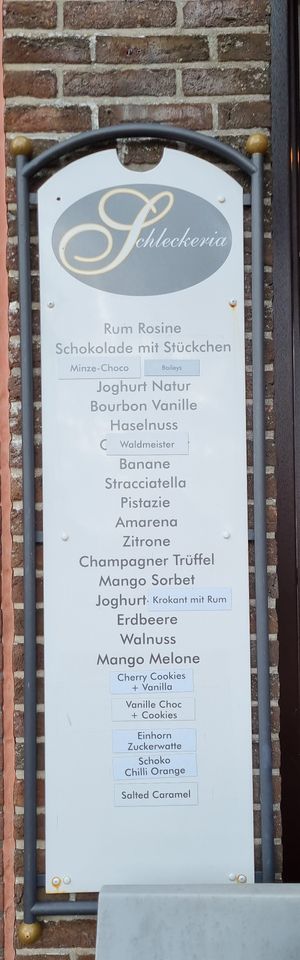 Schleckeria
Rum Rosine
Schokolade mit Stückchen
Minze-Choco Baileys
Joghurt Natur
Bourbon Vanille
Haselnuss
Waldmeister
Banane
Stracciatella
Pistazie
Amarena
Zitrone
Champagner Trüffel
Mango Sorbet
Joghurt- Krokant mit Rum
Erdbeere
Walnuss
Mango Melone
Cherry Cookies
+ Vanilla
Vanille Choc
+ Cookies
Einhorn
Zuckerwatte
Schoko
Chilli Orange
Salted Caramel